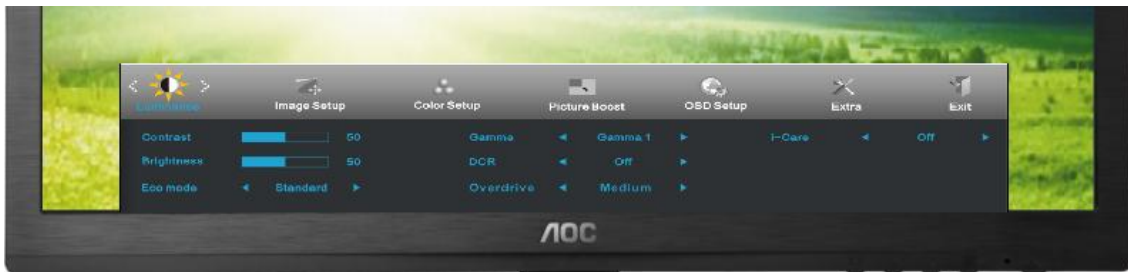 Luminance Image Setup Color Setup Picture Boost OSD Setup Extra Exit
Contrast 50 Gamma Gamma 1 i-Care Off
Brightness 50 DCR Off
Eco mode Standard Overdrive Medium
AOC